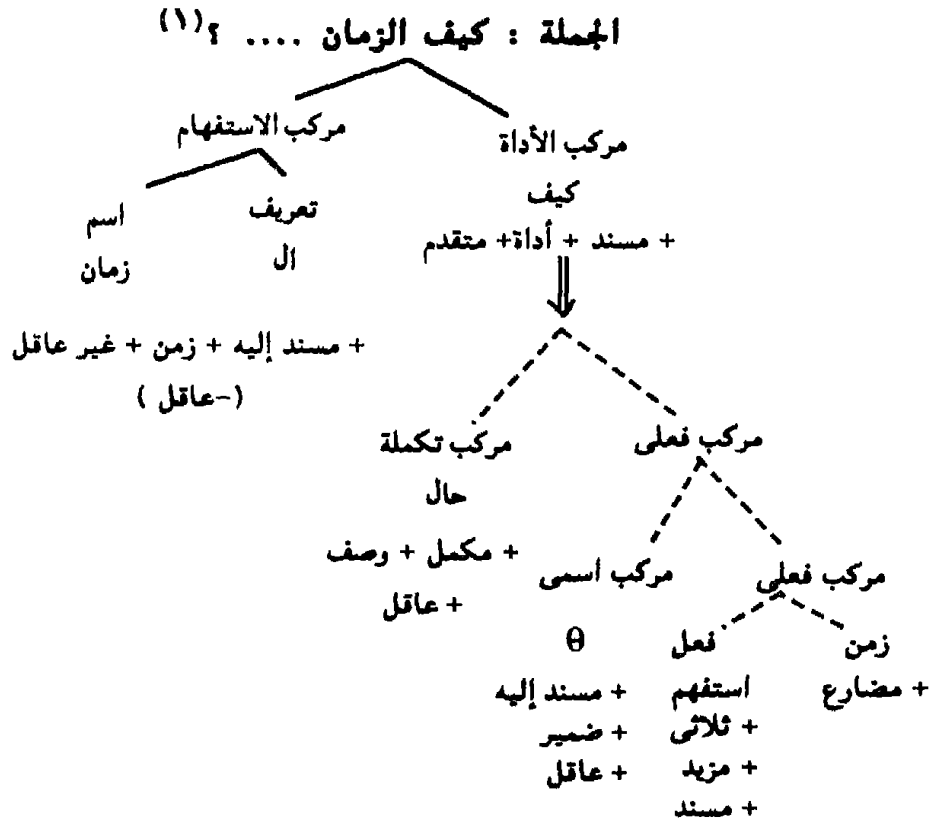 الجملة : كيف الزمان .... ؟(١)
مركب الأداة
كيف
+ مسند + أداة+ متقدم
مركب الاستفهام
تعريف
ال
اسم
زمان
+ مسند إليه + زمن + غير عاقل
(-عاقل )
مركب فعلى
مركب تكملة
حال
+ مكمل + وصف
+ عاقل
مركب فعلى
مركب اسمى
زمن
+ مضارع
فعل
استفهم
+ ثلاثى
+ مزيد
+ مسند
θ
+ مسند إليه
+ ضمير
+ عاقل